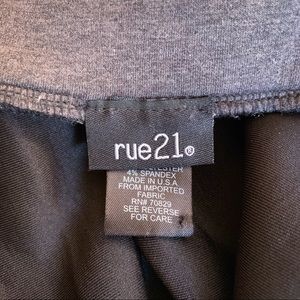 rue21®
4% SPANDEX
MADE IN U.S.A
FROM IMPORTED
FABRIC
RN# 70829
SEE REVERSE
FOR CARE